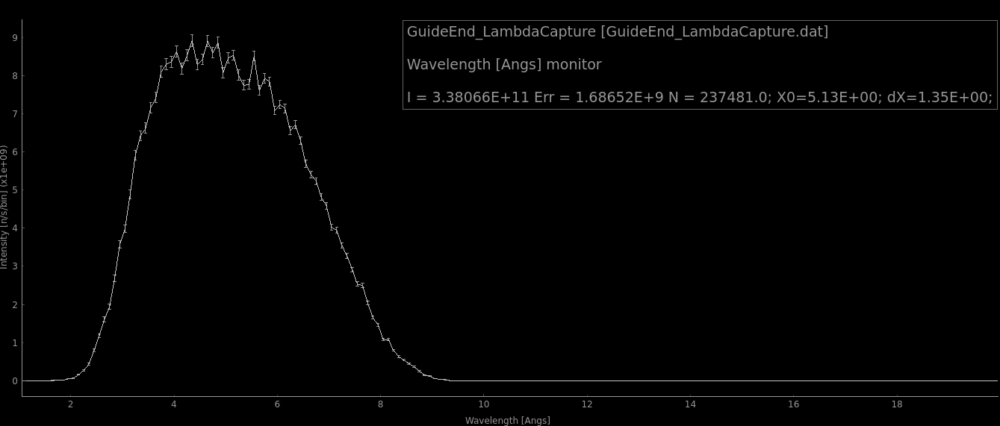 GuideEnd_LambdaCapture [GuideEnd_LambdaCapture.dat]
Wavelength [Angs] monitor
I = 3.38066E+11 Err = 1.68652E+9 N = 237481.0; X0=5.13E+00; dX=1.35E+00;
Intensity [n/s/bin] (x1e+09)
9
8
7
6
5
4
3
2
1
0
2 4 6 8 10 12 14 16 18
Wavelength [Angs]